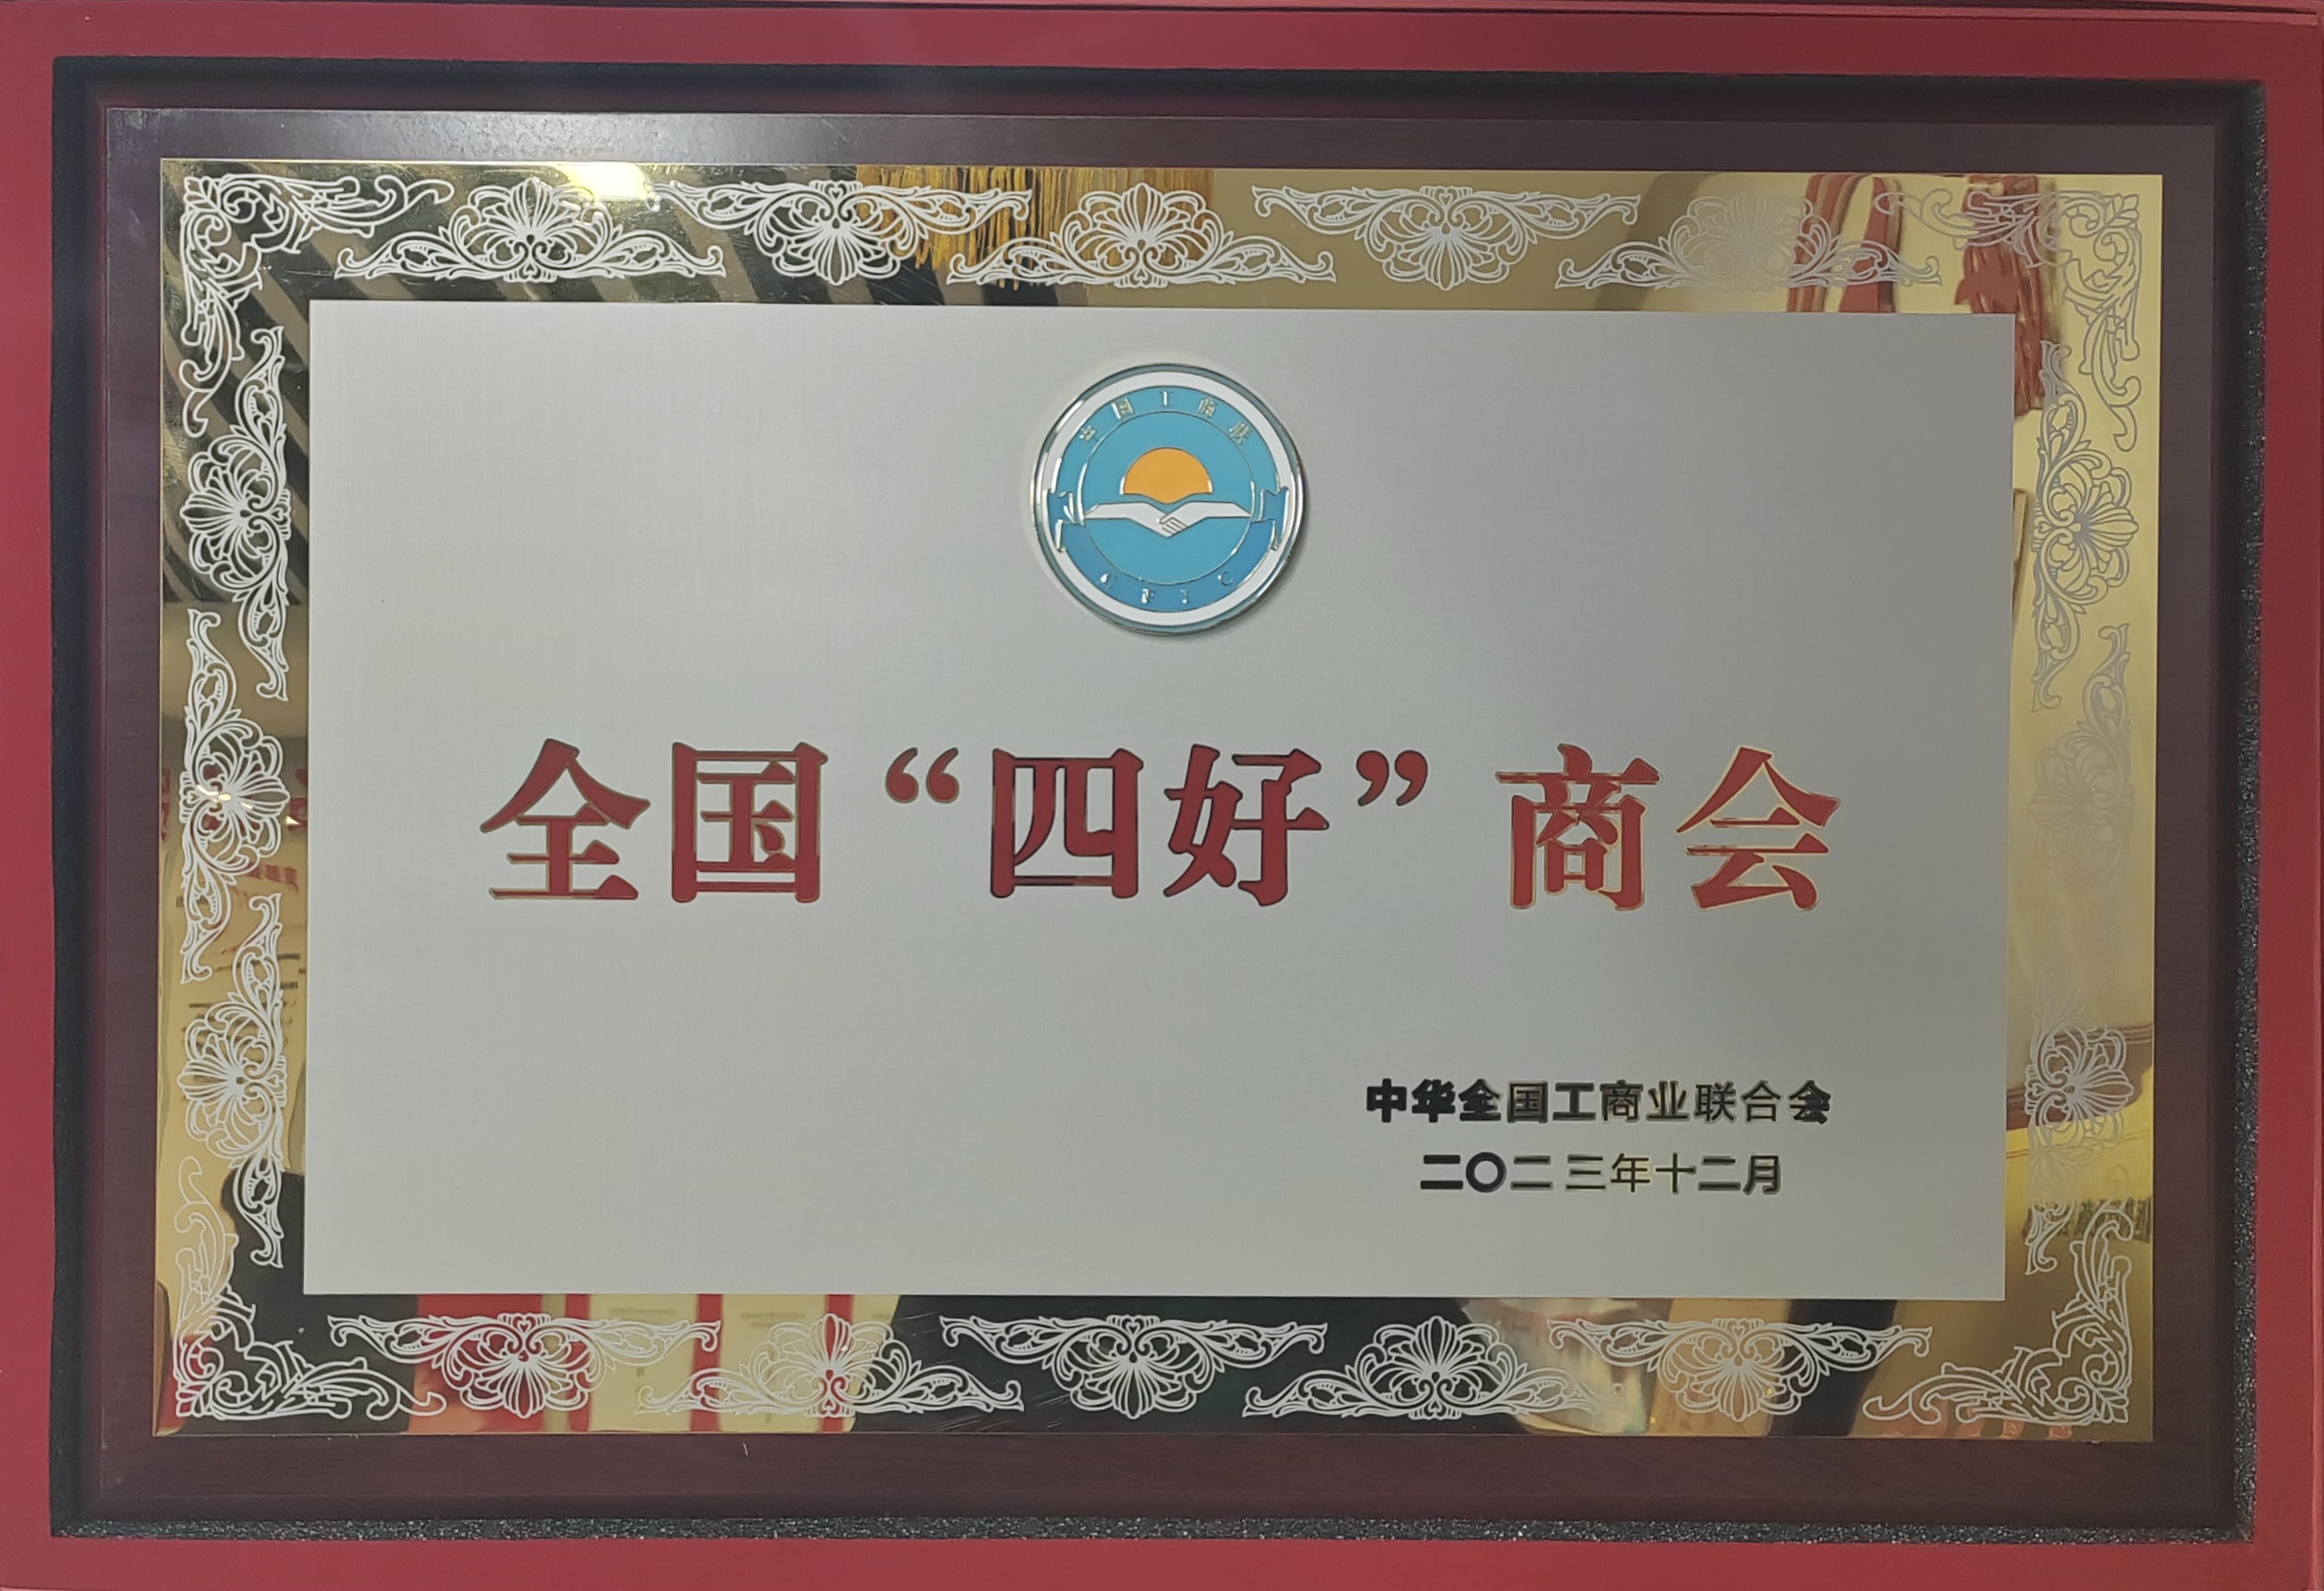 中国工商联
CFIC
全国“四好”商会
中华全国工商业联合会
二〇二三年十二月